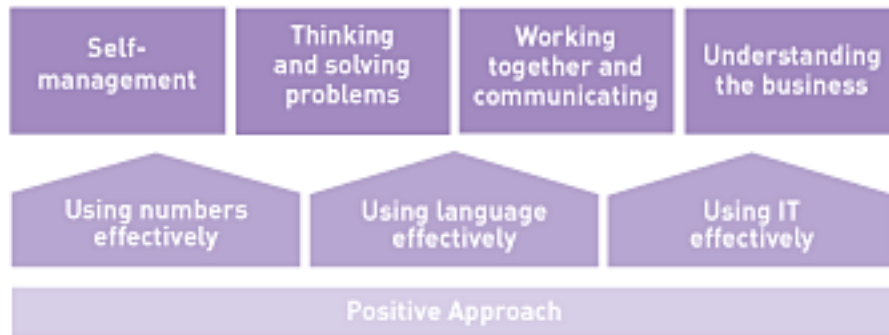 Self-
management
Thinking
and solving
problems
Working
together and
communicating
Understanding
the business
Using numbers
effectively
Using language
effectively
Using IT
effectively
Positive Approach